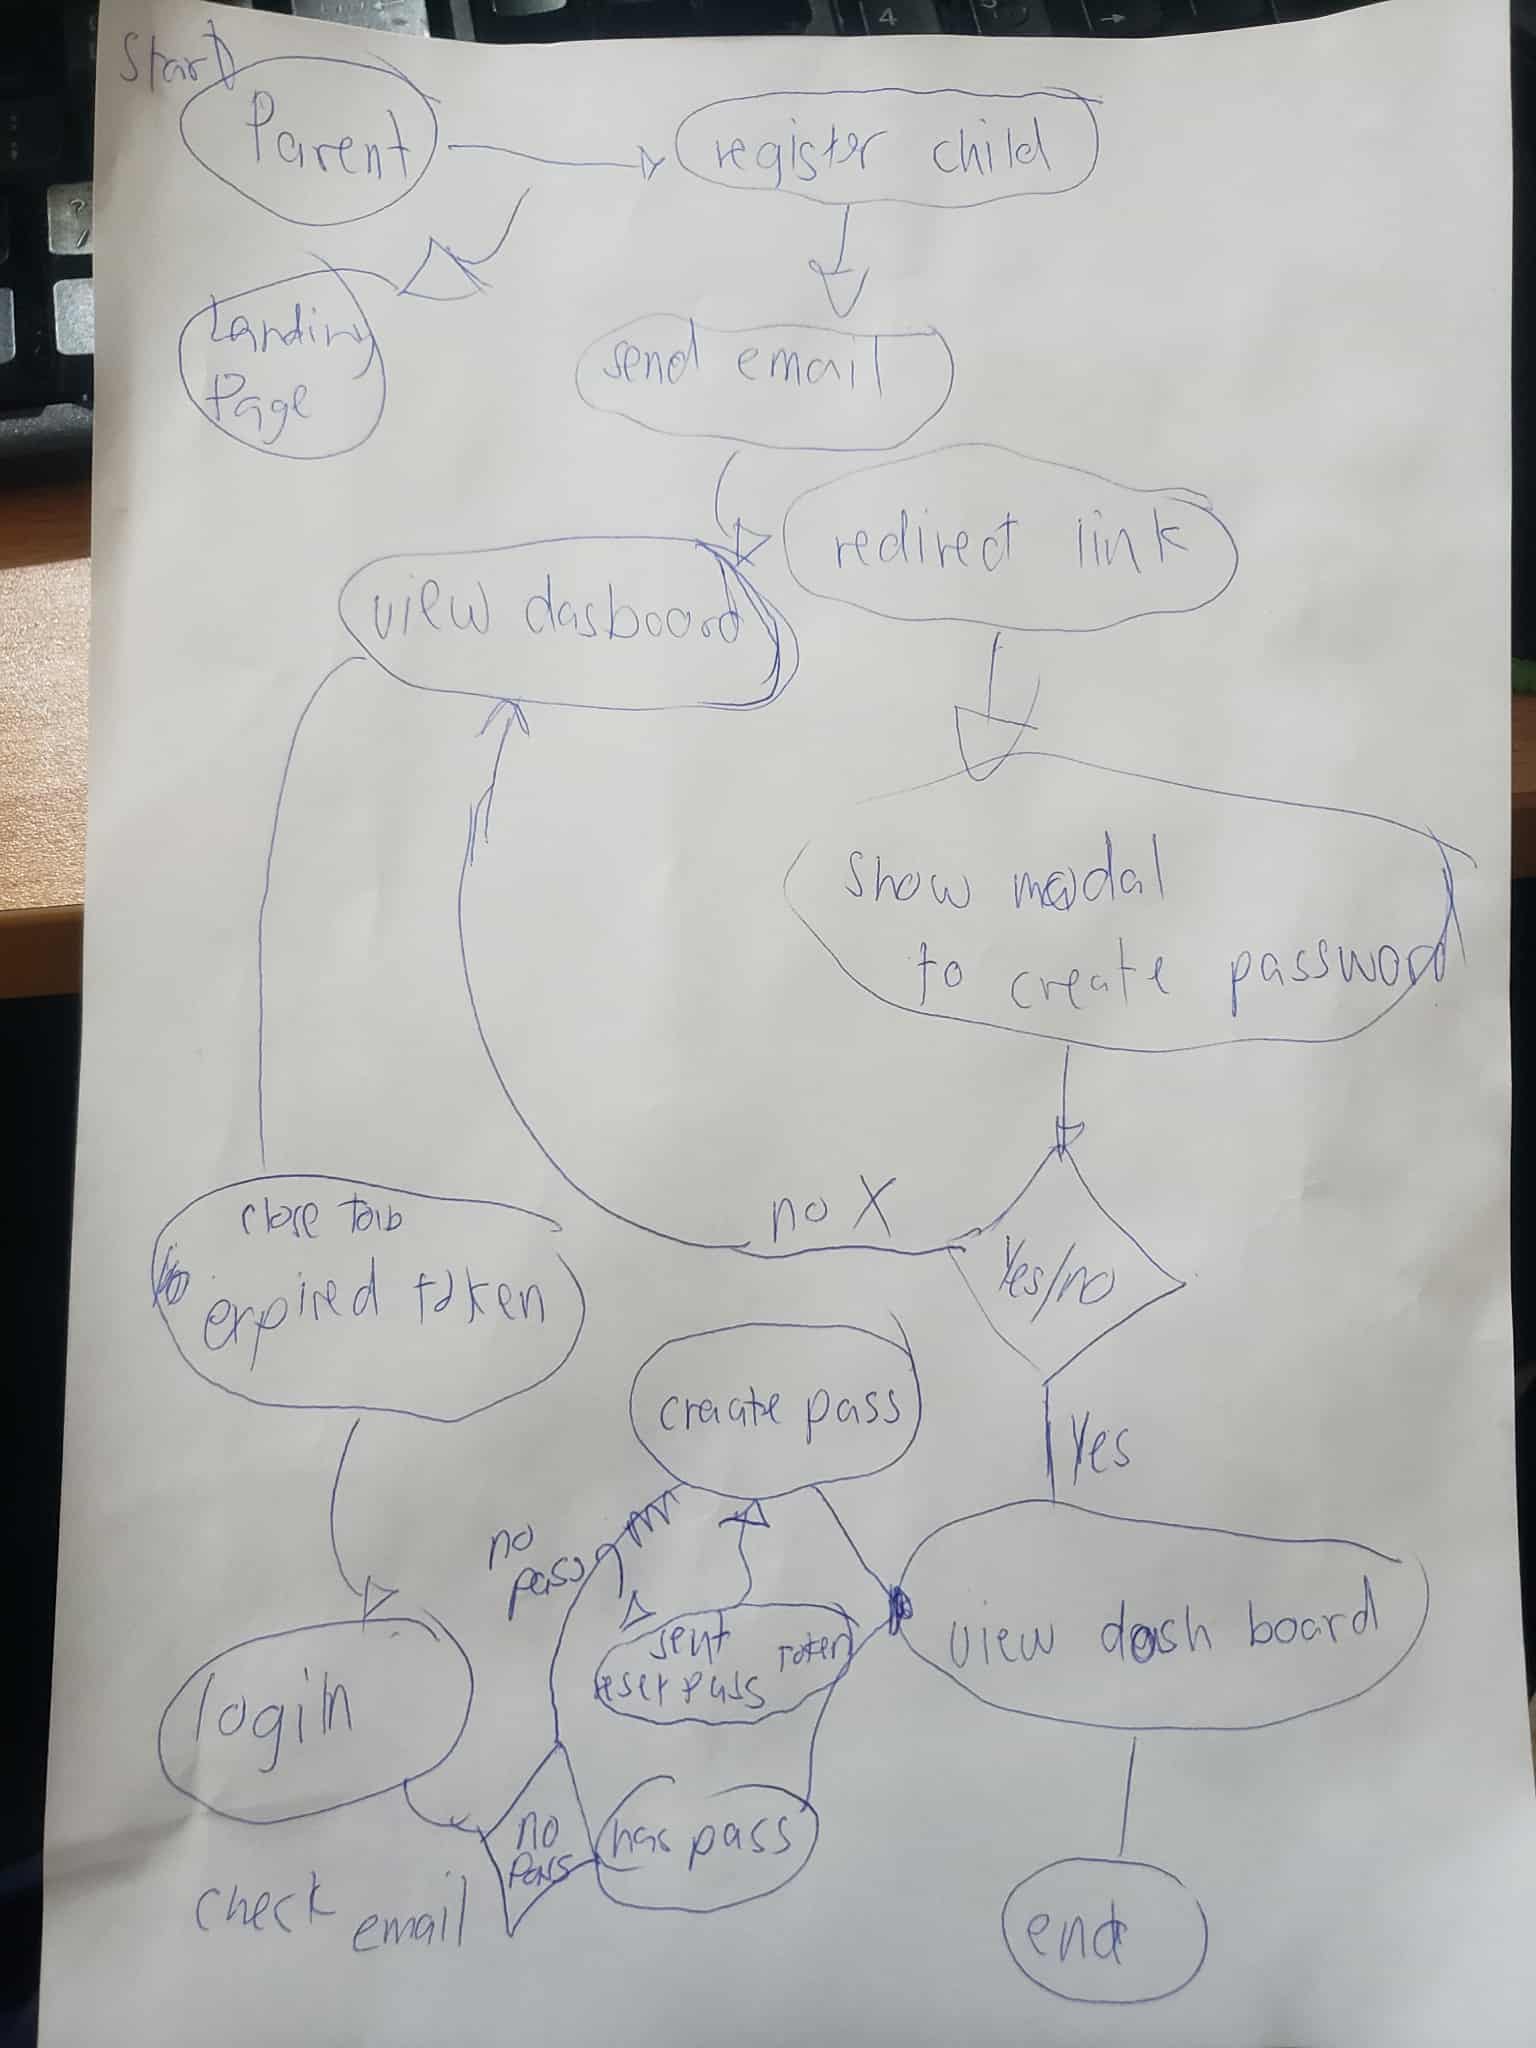 Start
Parent
register child
Landing
Page
send email
redirect link
view dasboard
Show modal
to create password
no X
Yes/no
close tab
expired token
create pass
Yes
no
pass
sent token
reset pass
view dash board
login
no
pass
has pass
check email
end
4